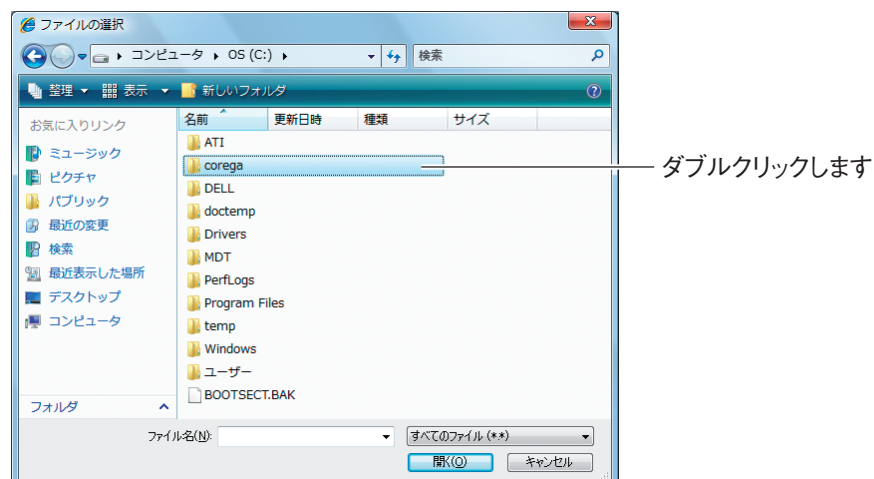 ファイルの選択
コンピュータ OS (C:) 検索
整理 表示 新しいフォルダ
お気に入りリンク
ミュージック
ピクチャ
パブリック
最近の変更
検索
最近表示した場所
デスクトップ
コンピュータ
フォルダ
名前 更新日時 種類 サイズ
ATI
corega
DELL
doctemp
Drivers
MDT
PerfLogs
Program Files
temp
Windows
ユーザー
BOOTSECT.BAK
ダブルクリックします
ファイル名(N): すべてのファイル (*.*)
開く(O) キャンセル